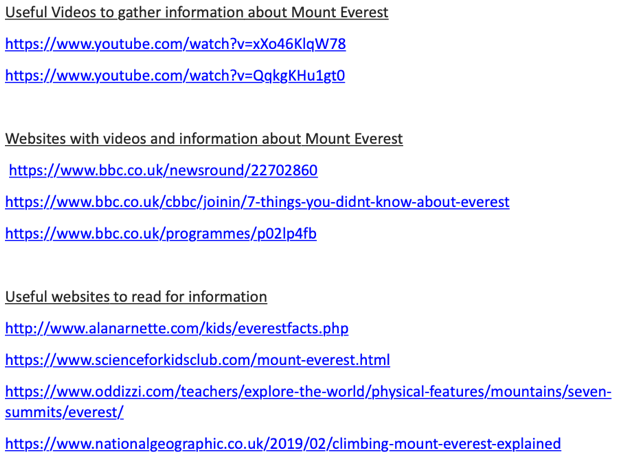 Useful Videos to gather information about Mount Everest
https://www.youtube.com/watch?v=xXo46KlqW78
https://www.youtube.com/watch?v=QqkgKHu1gt0
Websites with videos and information about Mount Everest
https://www.bbc.co.uk/newsround/22702860
https://www.bbc.co.uk/cbbc/joinin/7-things-you-didnt-know-about-everest
https://www.bbc.co.uk/programmes/p02lp4fb
Useful websites to read for information
http://www.alanarnette.com/kids/everestfacts.php
https://www.scienceforkidsclub.com/mount-everest.html
https://www.oddizzi.com/teachers/explore-the-world/physical-features/mountains/seven-
summits/everest/
https://www.nationalgeographic.co.uk/2019/02/climbing-mount-everest-explained